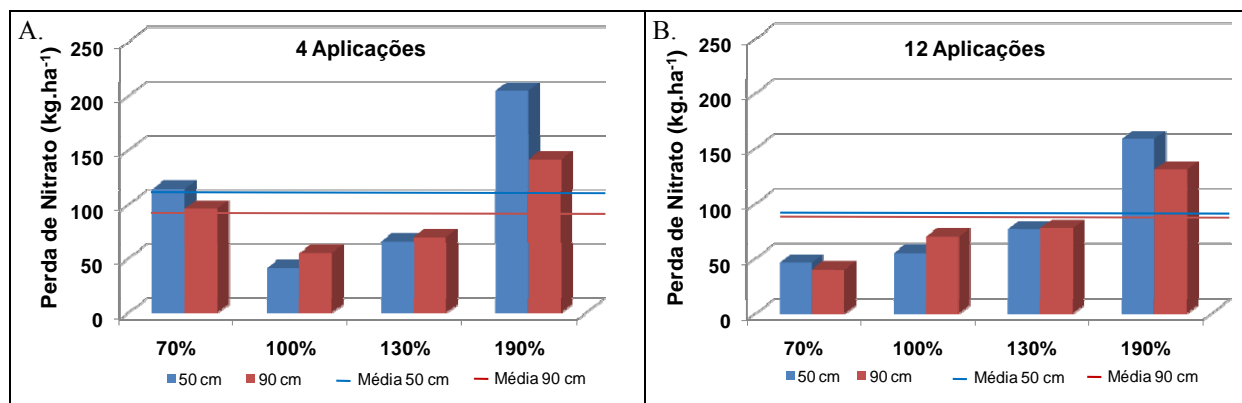 A.
4 Aplicações
Perda de Nitrato (kg.ha-1)
250
200
150
100
50
0
70% 100% 130% 190%
50 cm 90 cm Média 50 cm Média 90 cm
B.
12 Aplicações
Perda de Nitrato (kg.ha-1)
250
200
150
100
50
0
70% 100% 130% 190%
50 cm 90 cm Média 50 cm Média 90 cm